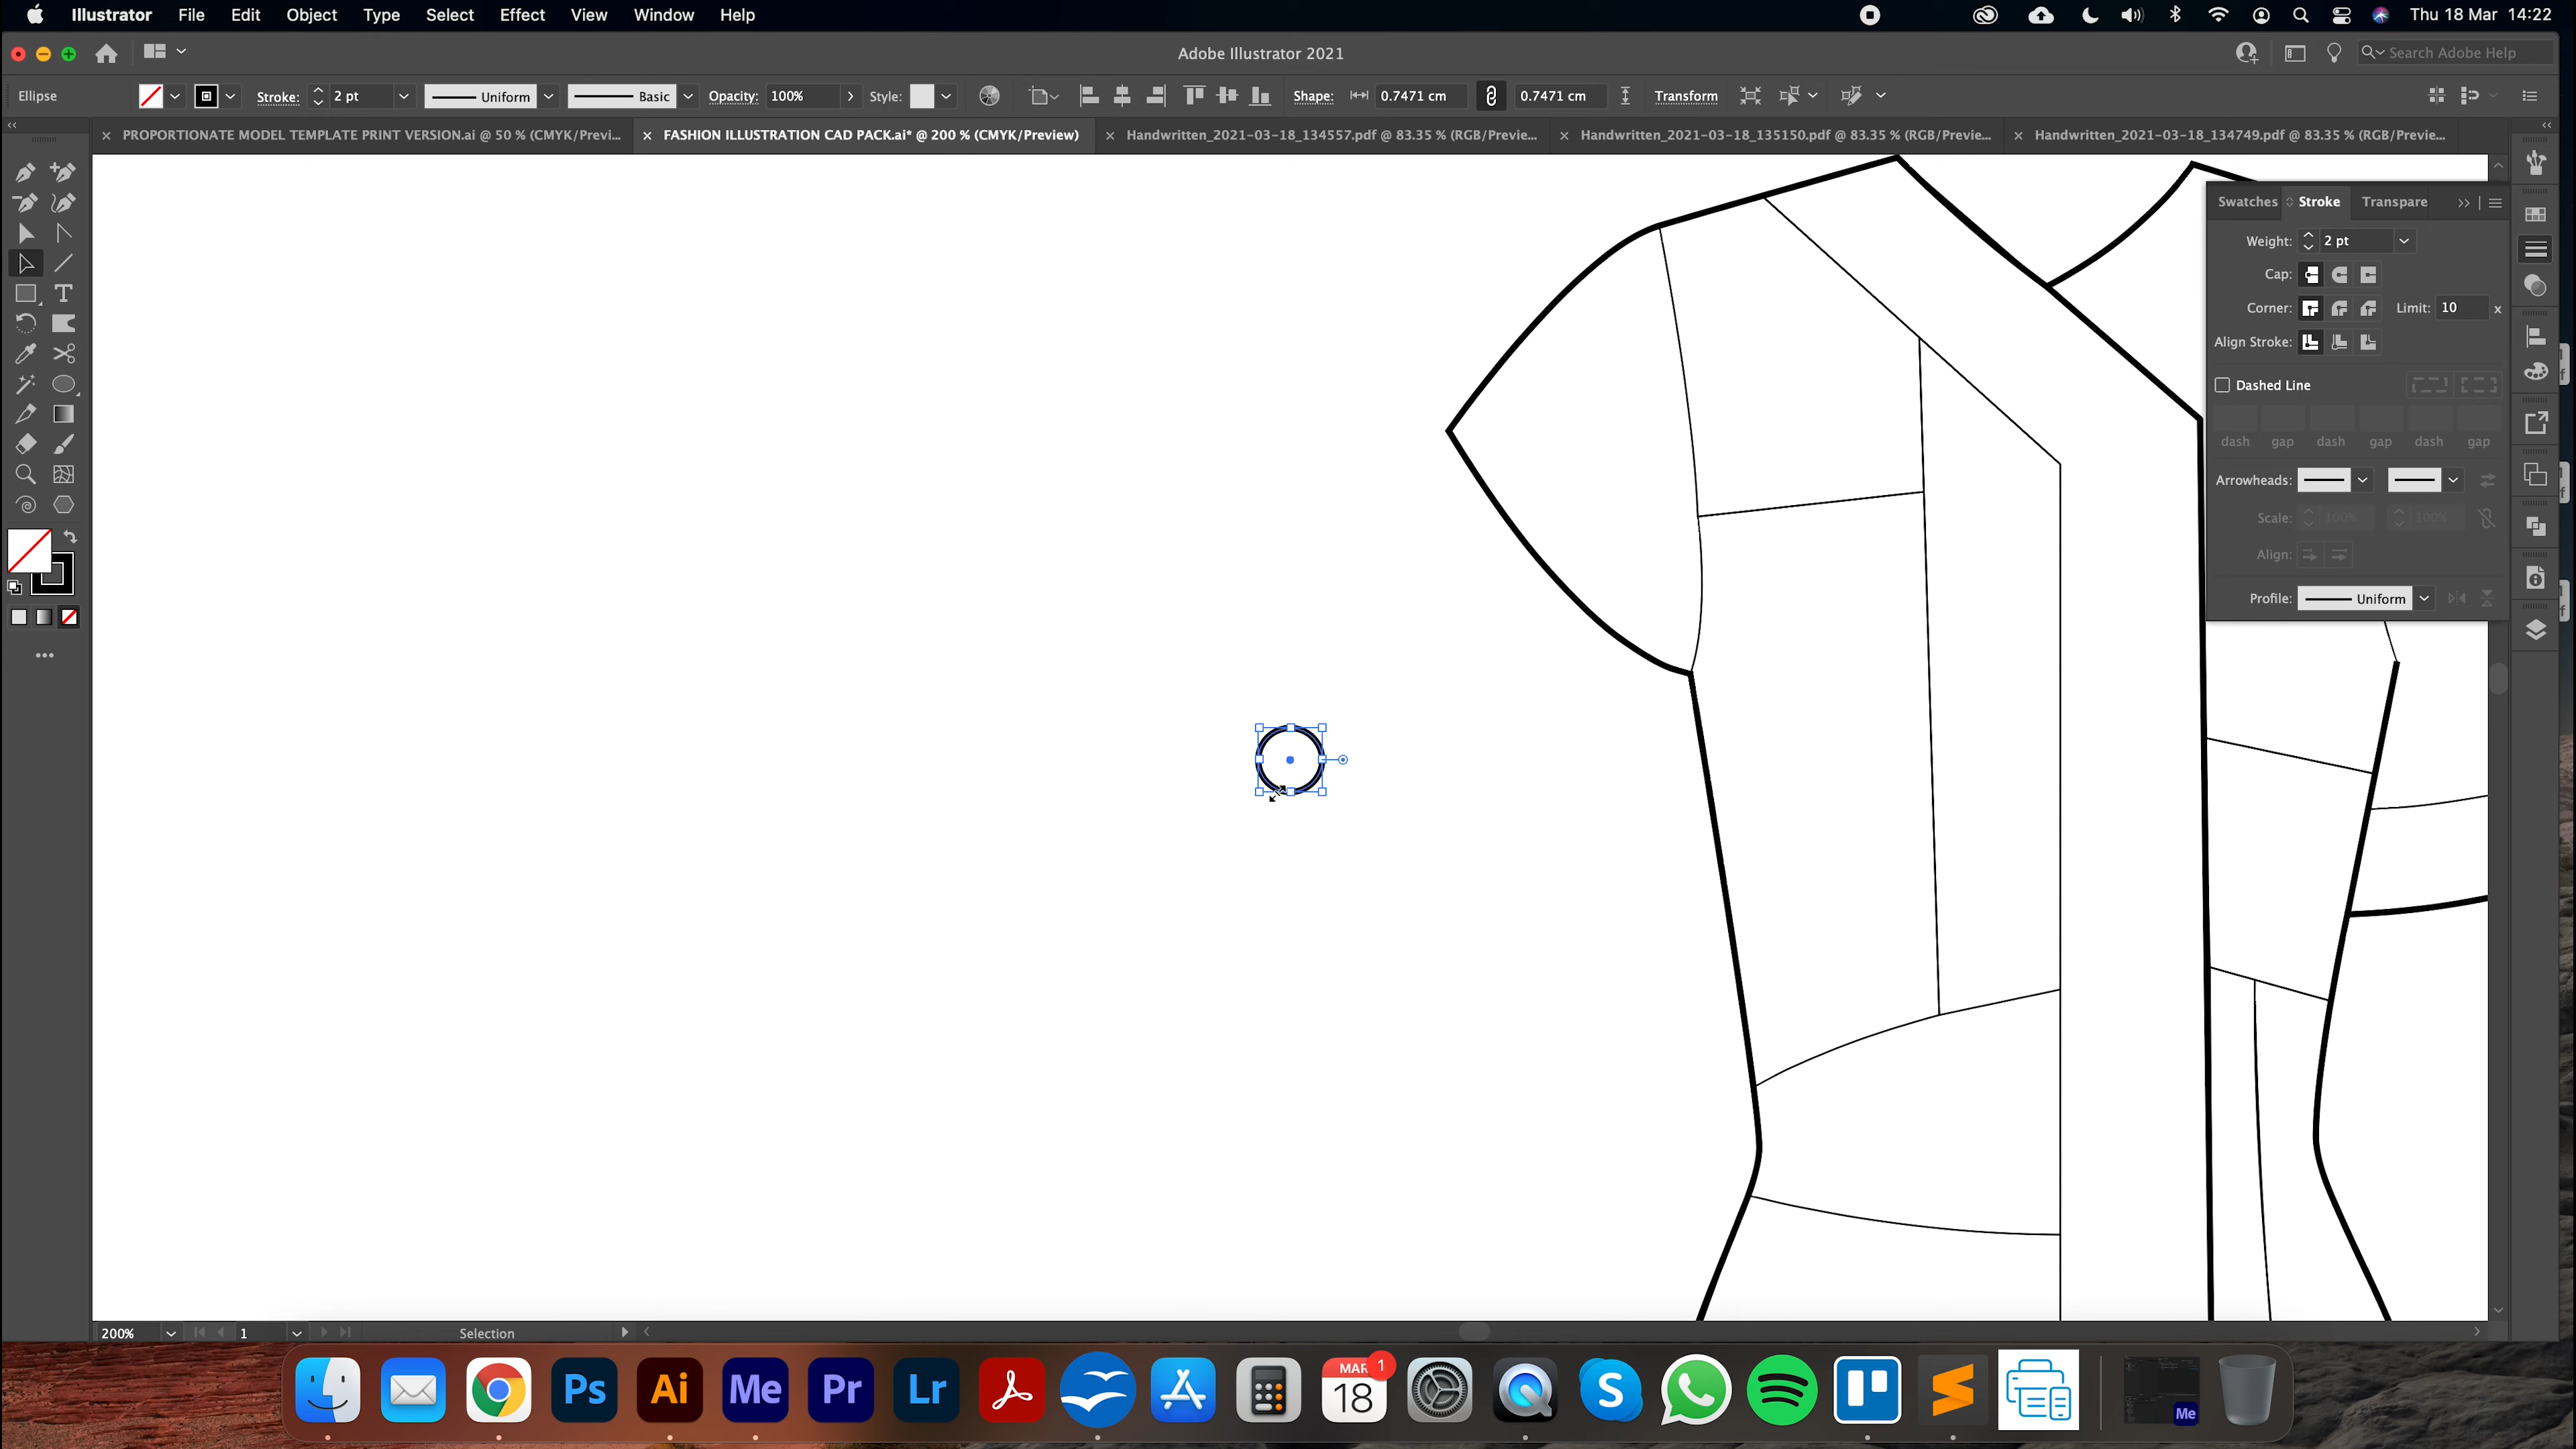 Illustrator File Edit Object Type Select Effect View Window Help Thu 18 Mar 14:22
Adobe Illustrator 2021 Search Adobe Help
Ellipse Stroke: 2 pt Uniform Basic Opacity: 100% Style: Shape: 0.7471 cm 0.7471 cm Transform
PROPORTIONATE MODEL TEMPLATE PRINT VERSION.ai @ 50 % (CMYK/Previ... FASHION ILLUSTRATION CAD PACK.ai* @ 200 % (CMYK/Preview) Handwritten_2021-03-18_134557.pdf @ 83.35 % (RGB/Previe... Handwritten_2021-03-18_135150.pdf @ 83.35 % (RGB/Previe... Handwritten_2021-03-18_134749.pdf @ 83.35 % (RGB/Previe...
Swatches Stroke Transpare
Weight: 2 pt
Cap:
Corner: Limit: 10 x
Align Stroke:
Dashed Line
dash gap dash gap dash gap
Arrowheads:
Scale: 100% 100%
Align:
Profile: Uniform
200% 1 Selection
Ps Ai Me Pr Lr MAR 18 1 S Me